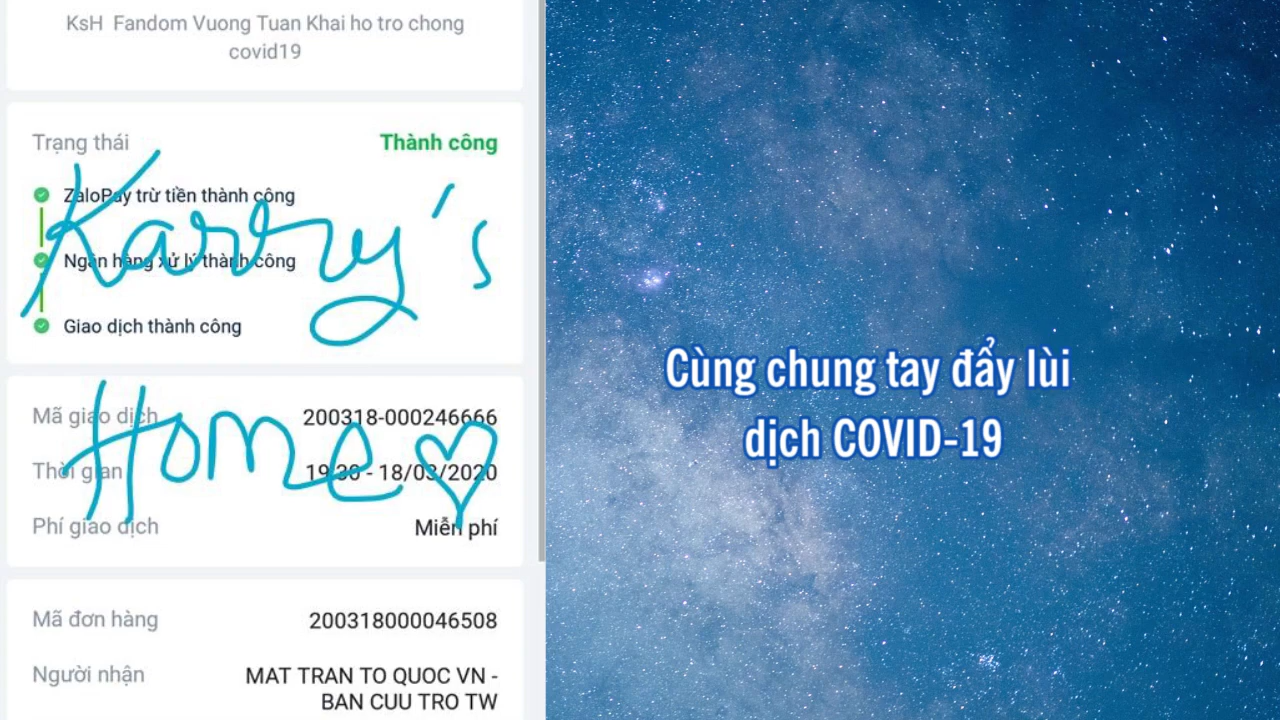 KsH Fandom Vuong Tuan Khai ho tro chong
covid19
Trạng thái Thành công
ZaloPay trừ tiền thành công
Ngân hàng xử lý thành công
Giao dịch thành công
Karry's
Mã giao dịch 200318-000246666
Thời gian 19:30 - 18/03/2020
Phí giao dịch Miễn phí
Home
Mã đơn hàng 200318000046508
Người nhận MAT TRAN TO QUOC VN -
BAN CUU TRO TW
Cùng chung tay đẩy lùi
dịch COVID-19